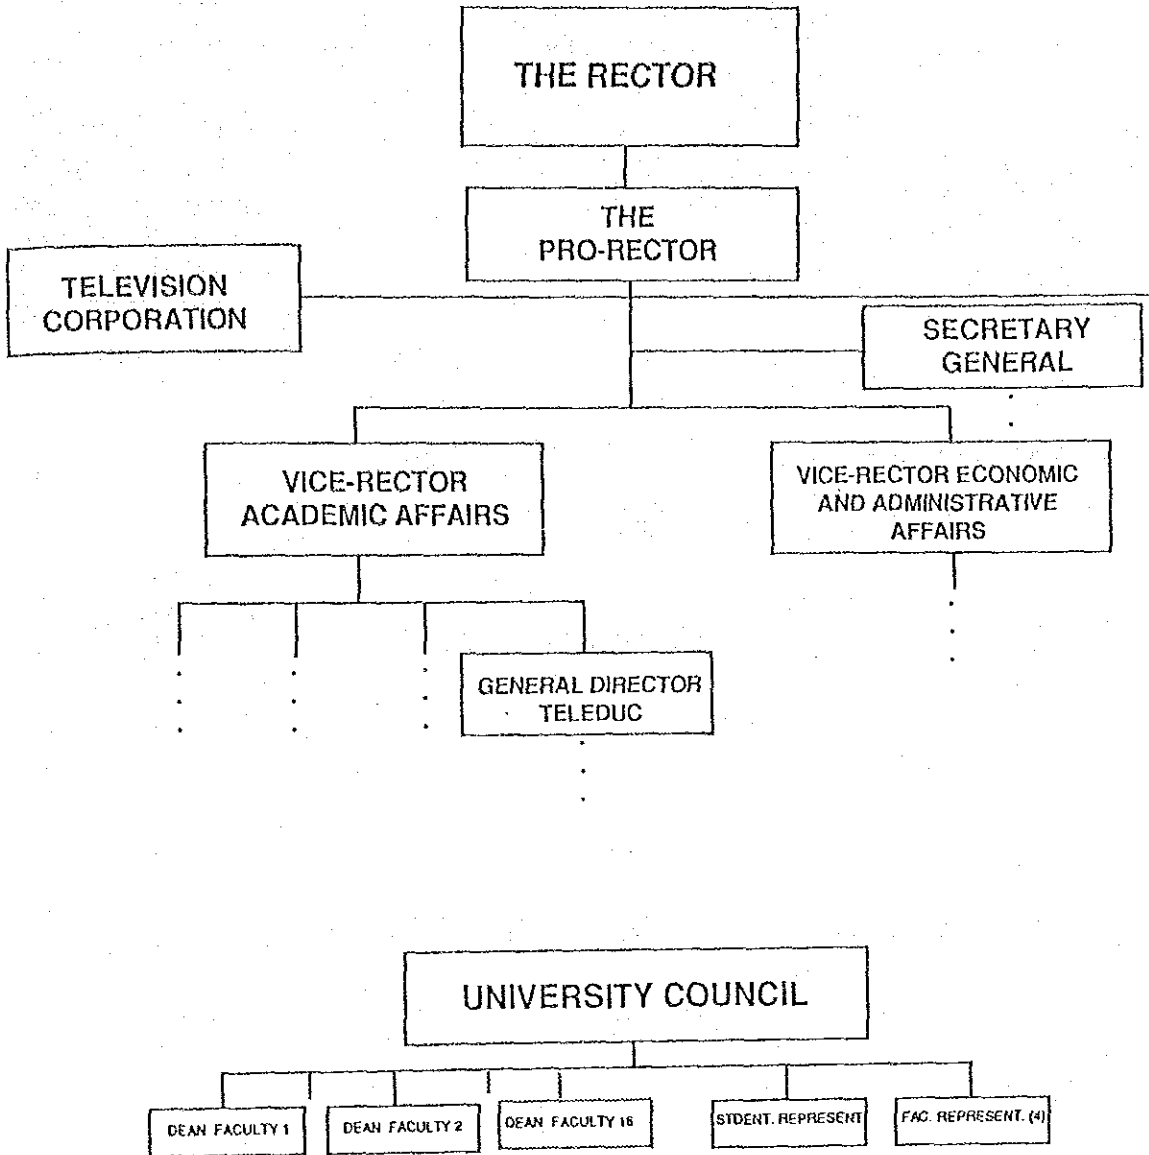 THE RECTOR
THE
PRO-RECTOR
TELEVISION
CORPORATION
SECRETARY
GENERAL
VICE-RECTOR
ACADEMIC AFFAIRS
VICE-RECTOR ECONOMIC
AND ADMINISTRATIVE
AFFAIRS
GENERAL DIRECTOR
TELEDUC
UNIVERSITY COUNCIL
DEAN FACULTY 1
DEAN FACULTY 2
DEAN FACULTY 16
STDENT. REPRESENT
FAC. REPRESENT. (4)